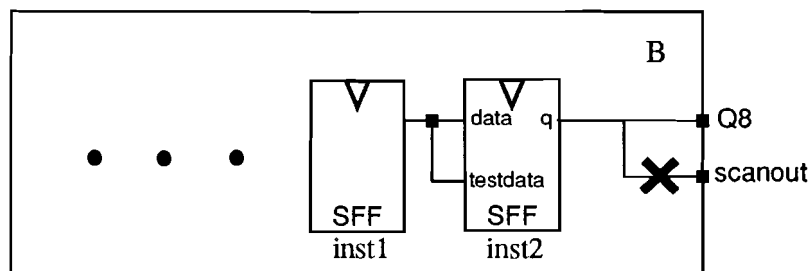 B
data q
Q8
testdata
scanout
SFF
SFF
inst1
inst2